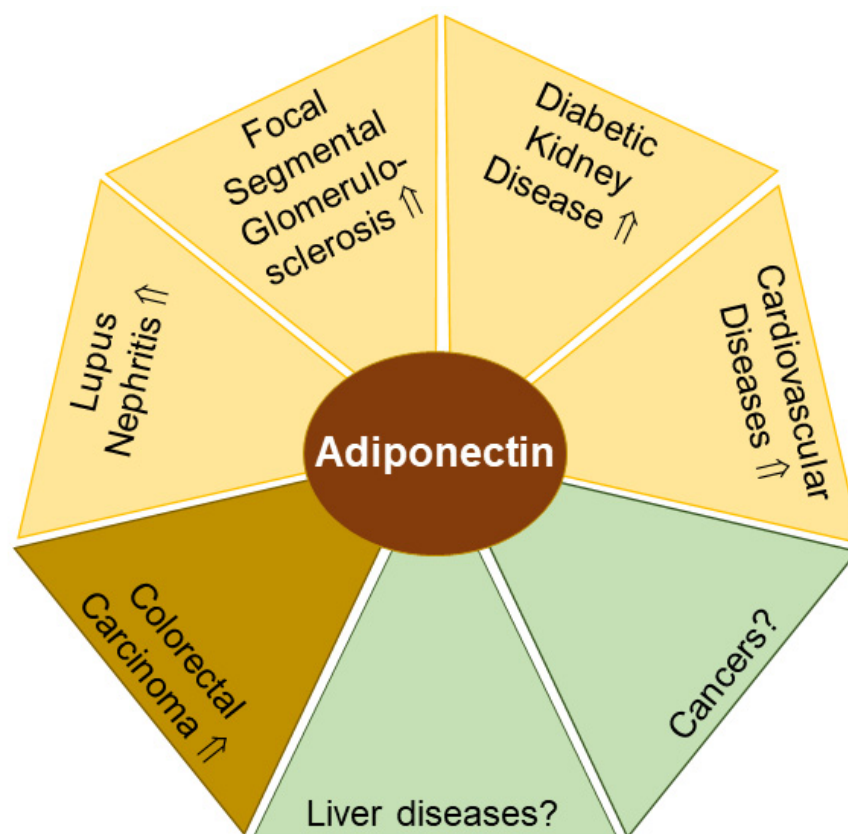 Focal
Segmental
Glomerulo-
sclerosis ⇑
Diabetic
Kidney
Disease ⇑
Cardiovascular
Diseases ⇑
Lupus
Nephritis ⇑
Adiponectin
Colorectal
Carcinoma ⇑
Liver diseases?
Cancers?